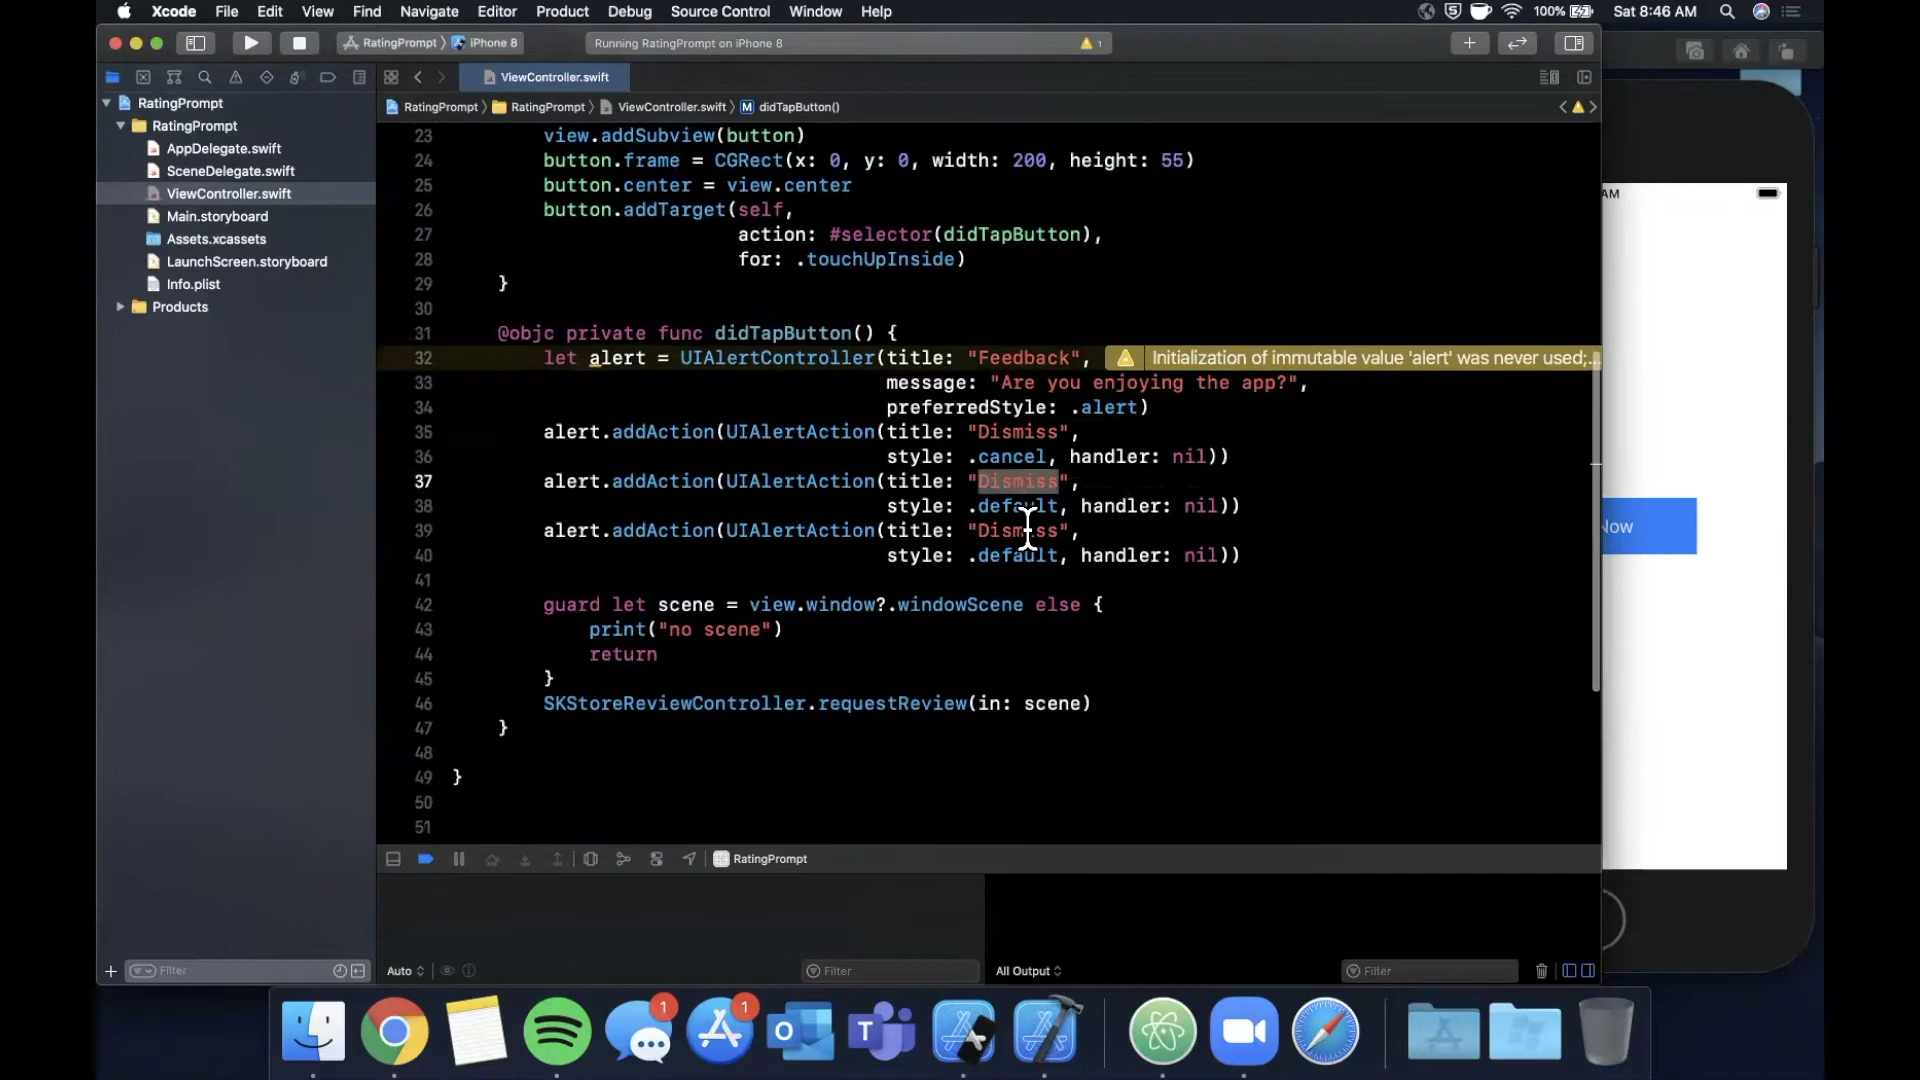 Xcode File Edit View Find Navigate Editor Product Debug Source Control Window Help 100% Sat 8:46 AM
RatingPrompt iPhone 8 Running RatingPrompt on iPhone 8 1
ViewController.swift
RatingPrompt RatingPrompt ViewController.swift M didTapButton()
RatingPrompt
RatingPrompt
AppDelegate.swift
SceneDelegate.swift
ViewController.swift
Main.storyboard
Assets.xcassets
LaunchScreen.storyboard
Info.plist
Products
23 view.addSubview(button)
24 button.frame = CGRect(x: 0, y: 0, width: 200, height: 55)
25 button.center = view.center
26 button.addTarget(self,
27 action: #selector(didTapButton),
28 for: .touchUpInside)
29 }
30
31 @objc private func didTapButton() {
32 let alert = UIAlertController(title: "Feedback", Initialization of immutable value 'alert' was never used;...
33 message: "Are you enjoying the app?",
34 preferredStyle: .alert)
35 alert.addAction(UIAlertAction(title: "Dismiss",
36 style: .cancel, handler: nil))
37 alert.addAction(UIAlertAction(title: "Dismiss",
38 style: .default, handler: nil))
39 alert.addAction(UIAlertAction(title: "Dismiss",
40 style: .default, handler: nil))
41
42 guard let scene = view.window?.windowScene else {
43 print("no scene")
44 return
45 }
46 SKStoreReviewController.requestReview(in: scene)
47 }
48
49 }
50
51
AM
Now
RatingPrompt
Filter
Auto
Filter
All Output
Filter
1
1